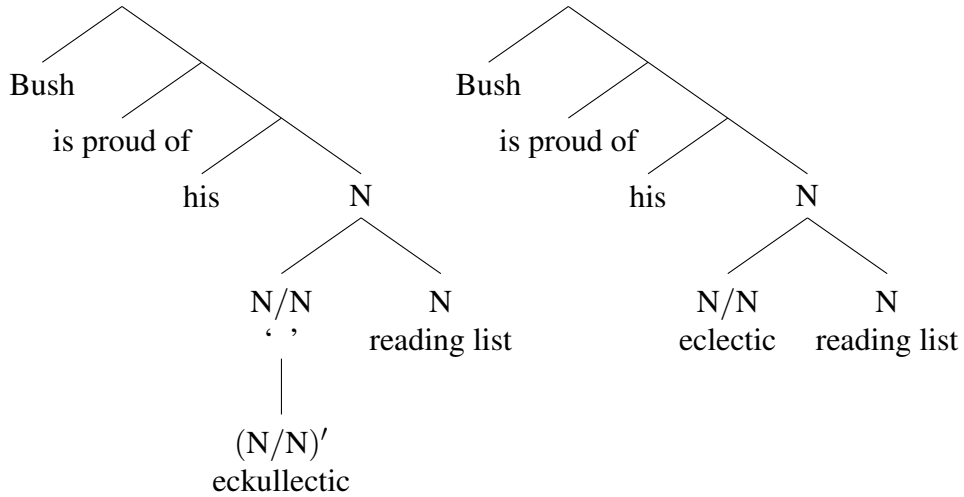 Bush Bush
is proud of is proud of
his N his N
N/N N N/N N
‘ ’ reading list eclectic reading list
(N/N)′
eckullectic